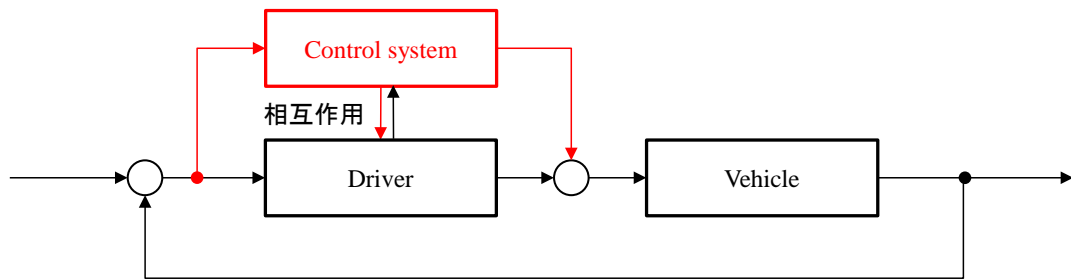 Control system
相互作用
Driver
Vehicle